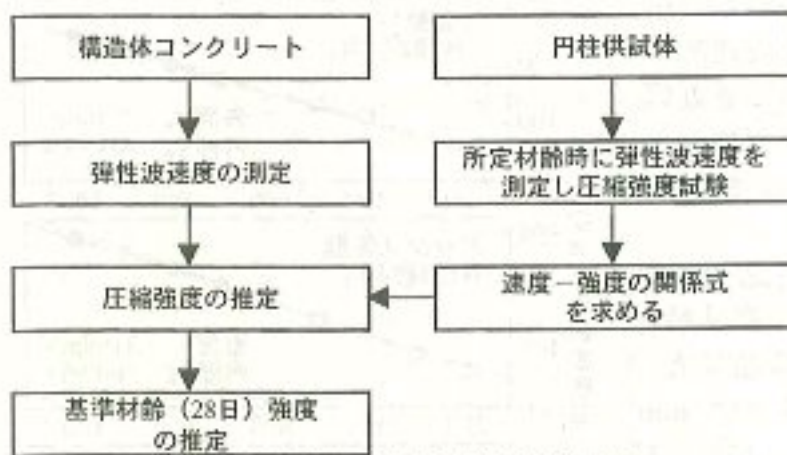 構造体コンクリート
円柱供試体
弾性波速度の測定
所定材齢時に弾性波速度を
測定し圧縮強度試験
圧縮強度の推定
速度－強度の関係式
を求める
基準材齢（28日）強度
の推定